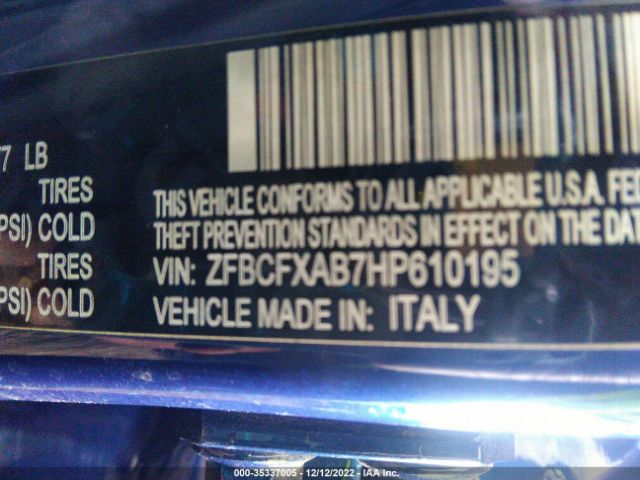 77 LB
TIRES
PSI) COLD
TIRES
PSI) COLD
THIS VEHICLE CONFORMS TO ALL APPLICABLE U.S.A. FED
THEFT PREVENTION STANDARDS IN EFFECT ON THE DAT
VIN: ZFBCFXAB7HP610195
VEHICLE MADE IN: ITALY
000-35337005 - 12/12/2022 - IAA Inc.